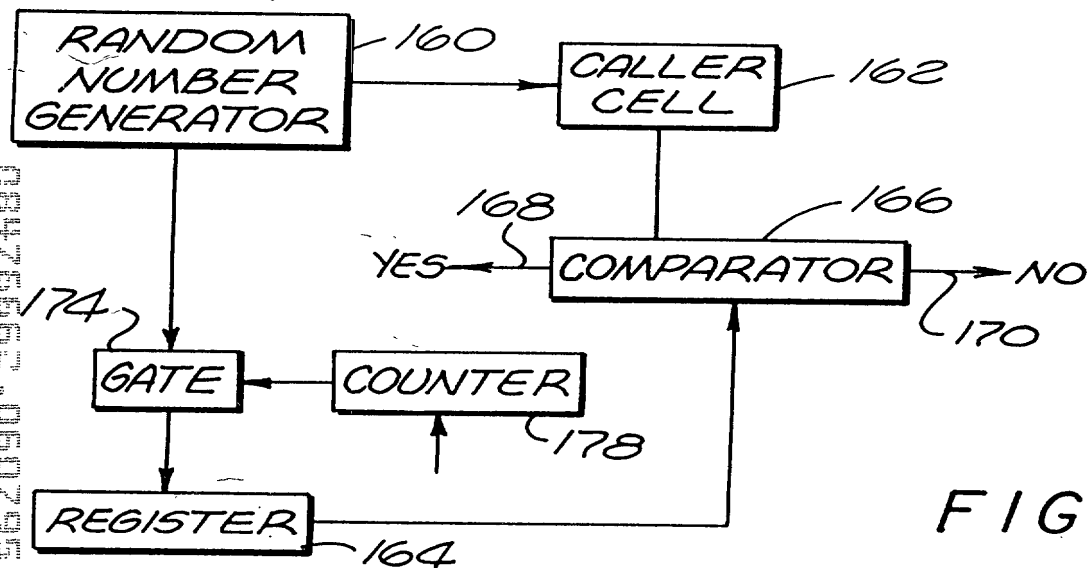 RANDOM
NUMBER
GENERATOR
160
CALLER
CELL
162
168
166
YES
COMPARATOR
NO
170
174
GATE
COUNTER
178
REGISTER
164
FIG